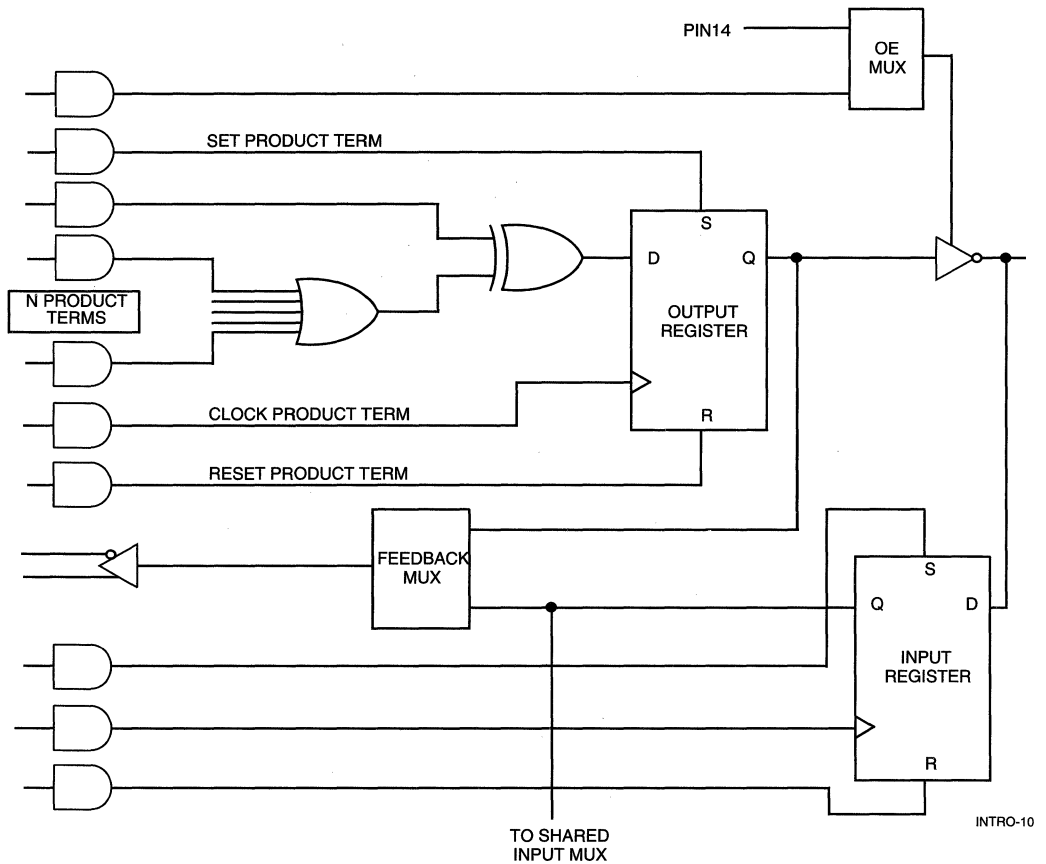 PIN14
OE
MUX
SET PRODUCT TERM
S
D
Q
N PRODUCT
TERMS
OUTPUT
REGISTER
CLOCK PRODUCT TERM
R
RESET PRODUCT TERM
FEEDBACK
MUX
S
Q
D
INPUT
REGISTER
R
INTRO-10
TO SHARED
INPUT MUX